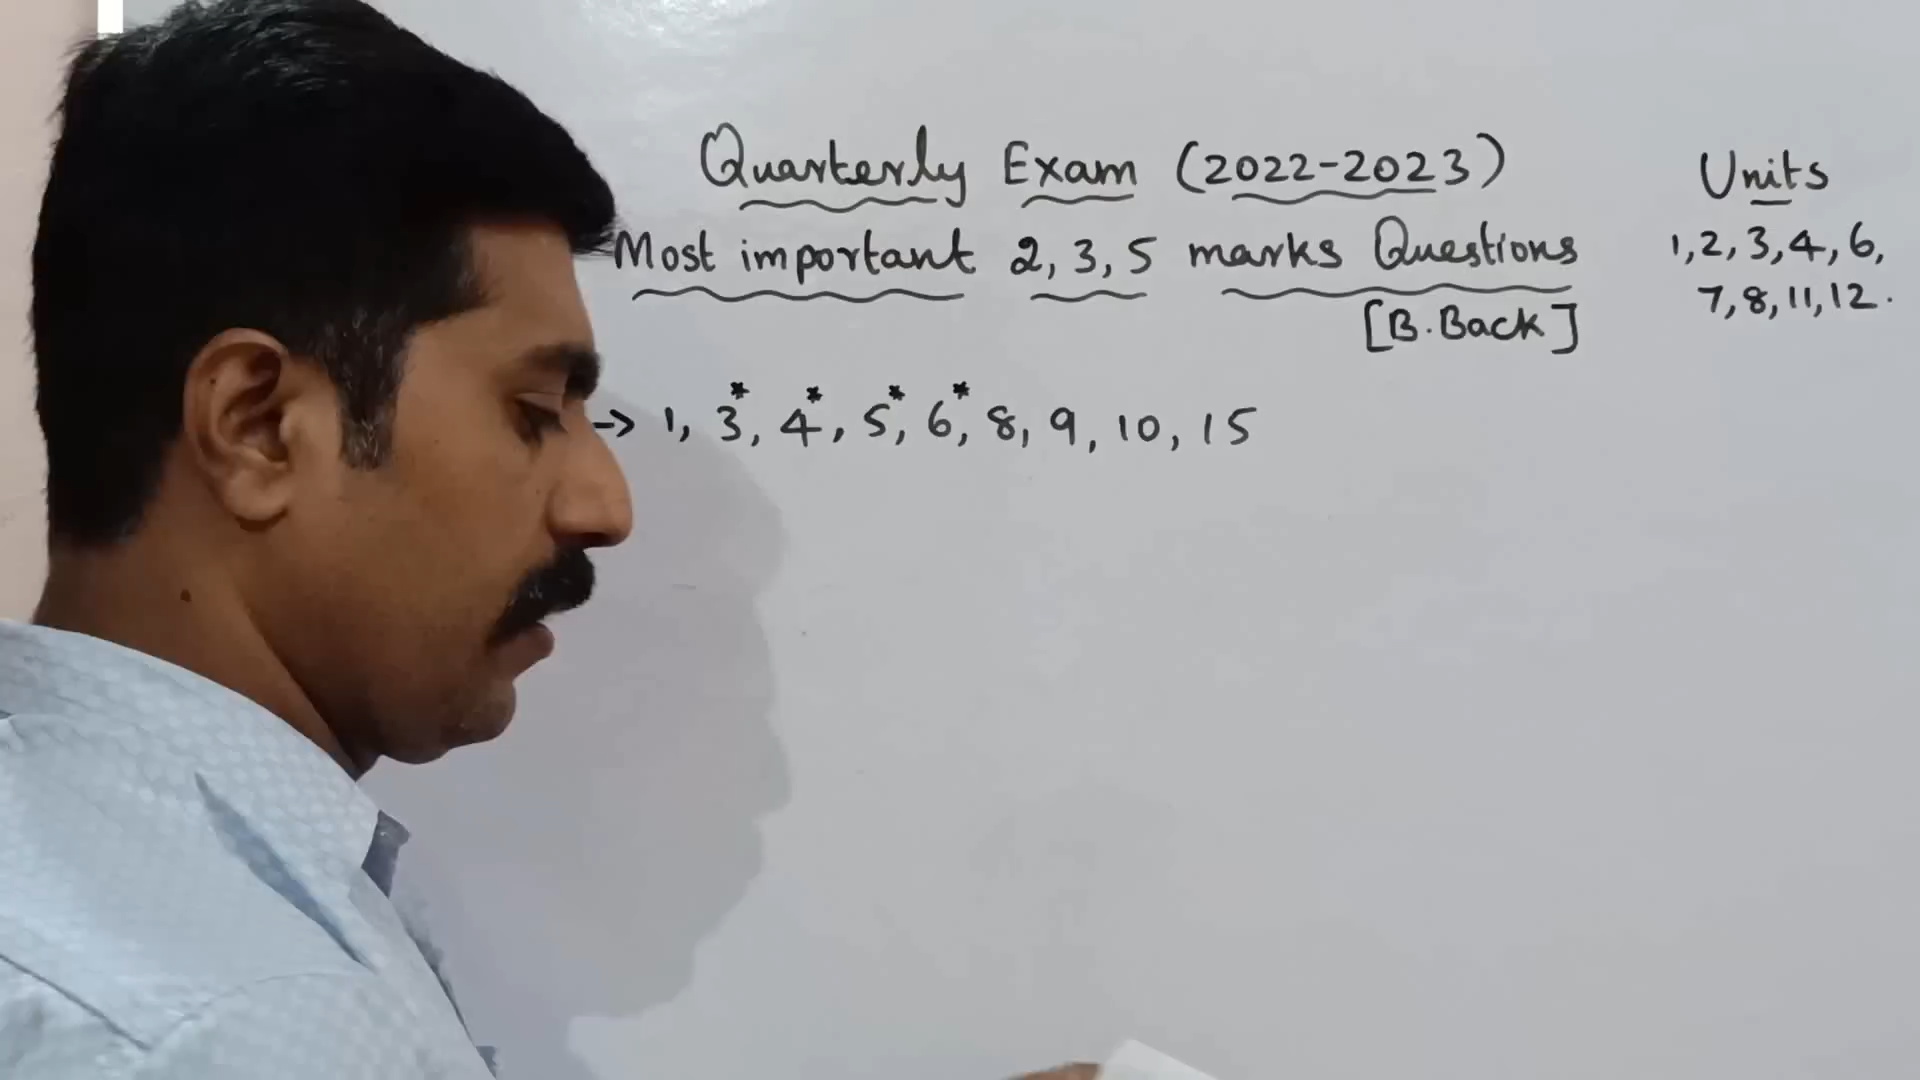 Quarterly Exam (2022-2023)
Most important 2, 3, 5 marks Questions
[B.Back]
Units
1, 2, 3, 4, 6,
7, 8, 11, 12.
-> 1, 3*, 4*, 5*, 6*, 8, 9, 10, 15